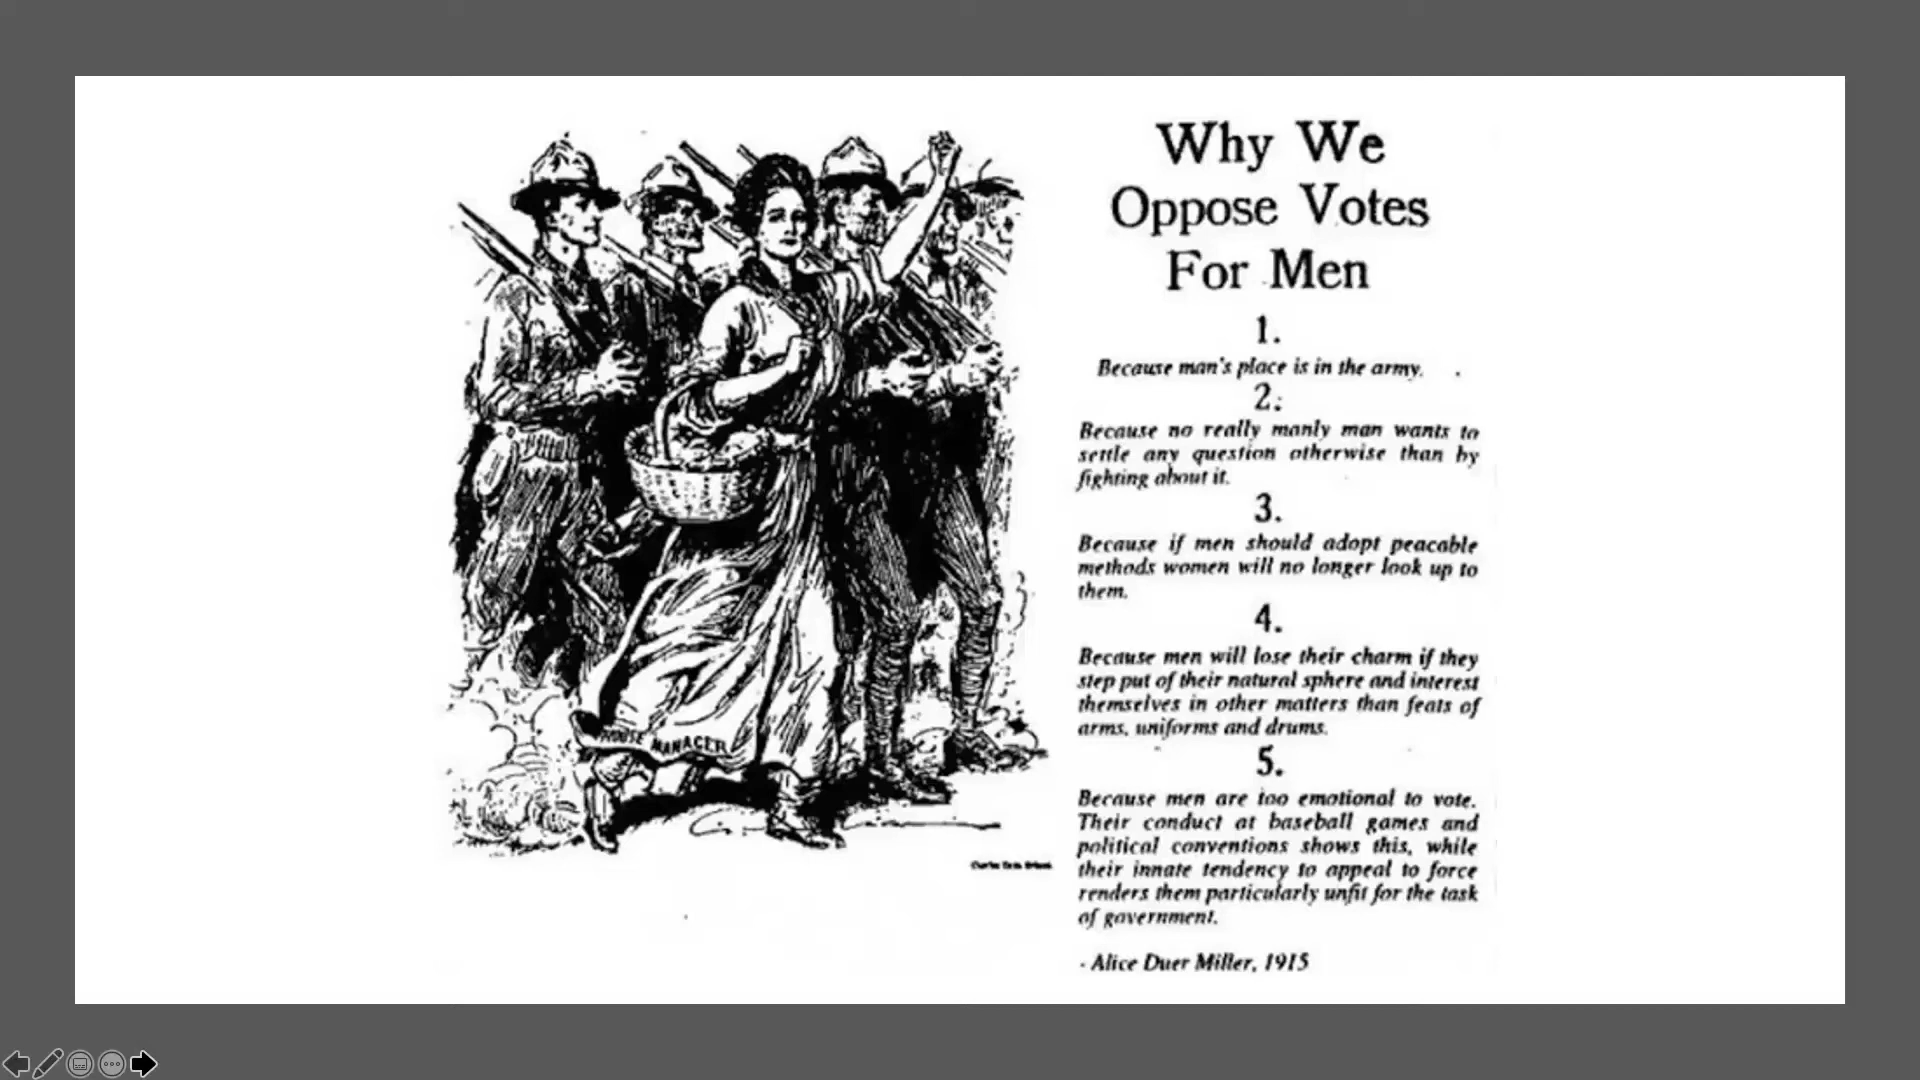 Why We
Oppose Votes
For Men
1.
Because man's place is in the army.
2.
Because no really manly man wants to
settle any question otherwise than by
fighting about it.
3.
Because if men should adopt peacable
methods women will no longer look up to
them.
4.
Because men will lose their charm if they
step put of their natural sphere and interest
themselves in other matters than feats of
arms, uniforms and drums.
5.
Because men are too emotional to vote.
Their conduct at baseball games and
political conventions shows this, while
their innate tendency to appeal to force
renders them particularly unfit for the task
of government.
- Alice Duer Miller, 1915
HOUSE MANAGER